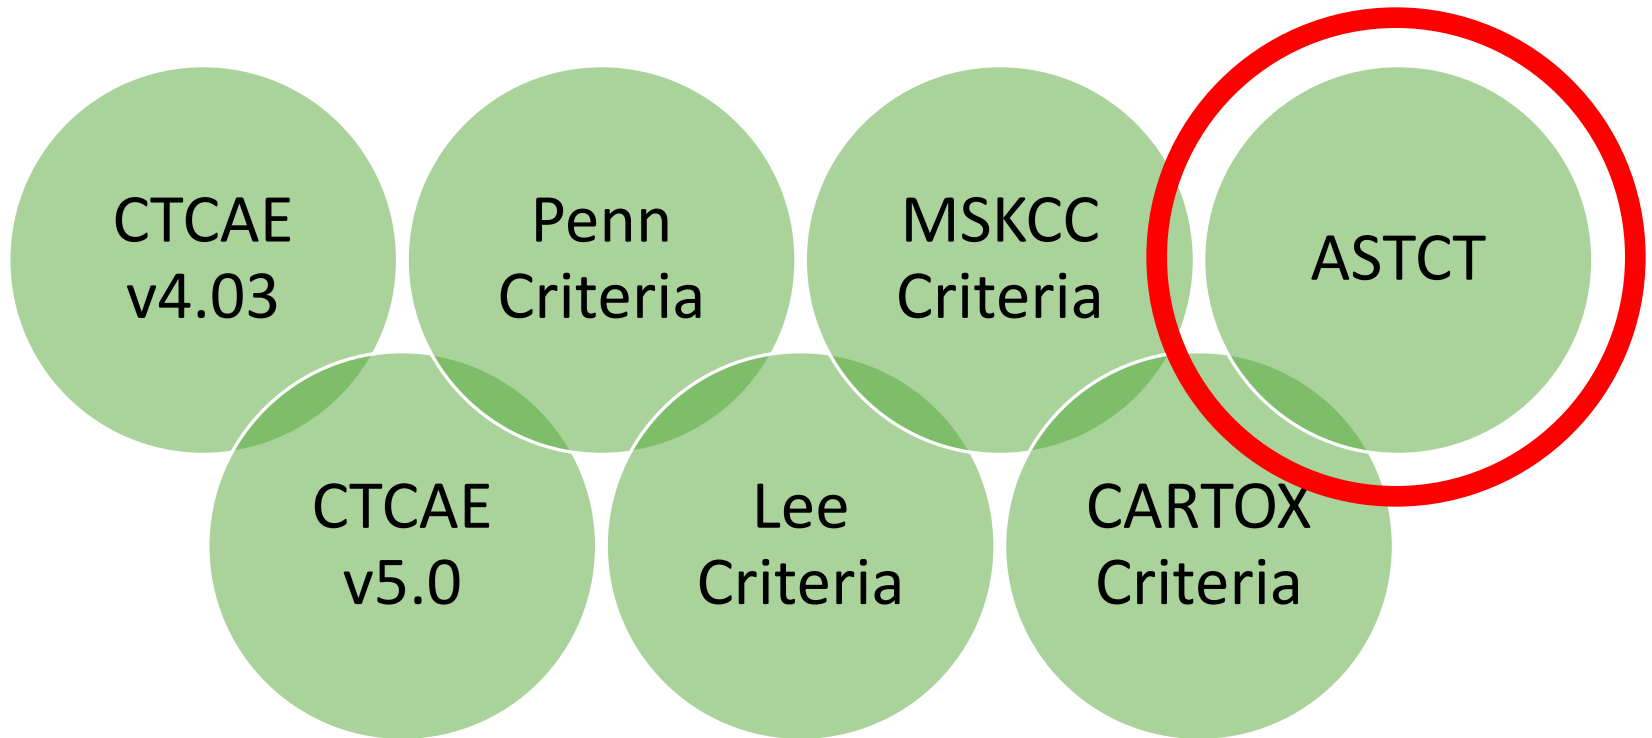 CTCAE
v4.03
Penn
Criteria
MSKCC
Criteria
ASTCT
CTCAE
v5.0
Lee
Criteria
CARTOX
Criteria